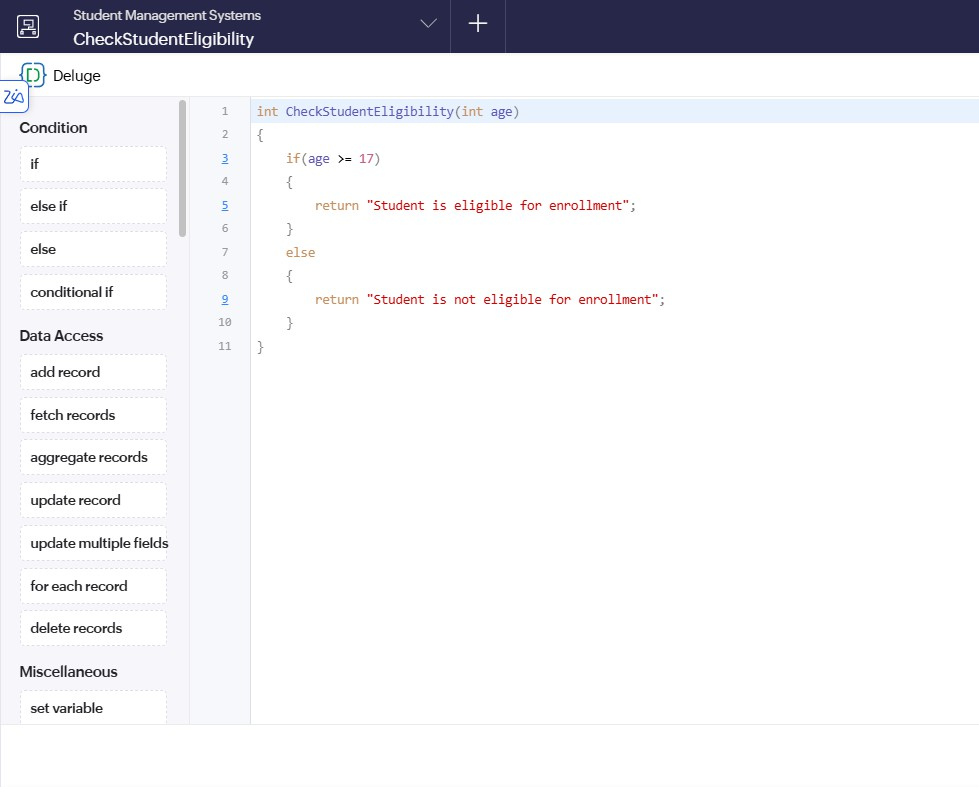 Student Management Systems
CheckStudentEligibility
Deluge
Zia
Condition
if
else if
else
conditional if
Data Access
add record
fetch records
aggregate records
update record
update multiple fields
for each record
delete records
Miscellaneous
set variable
1 int CheckStudentEligibility(int age)
2 {
3 if(age >= 17)
4 {
5 return "Student is eligible for enrollment";
6 }
7 else
8 {
9 return "Student is not eligible for enrollment";
10 }
11 }